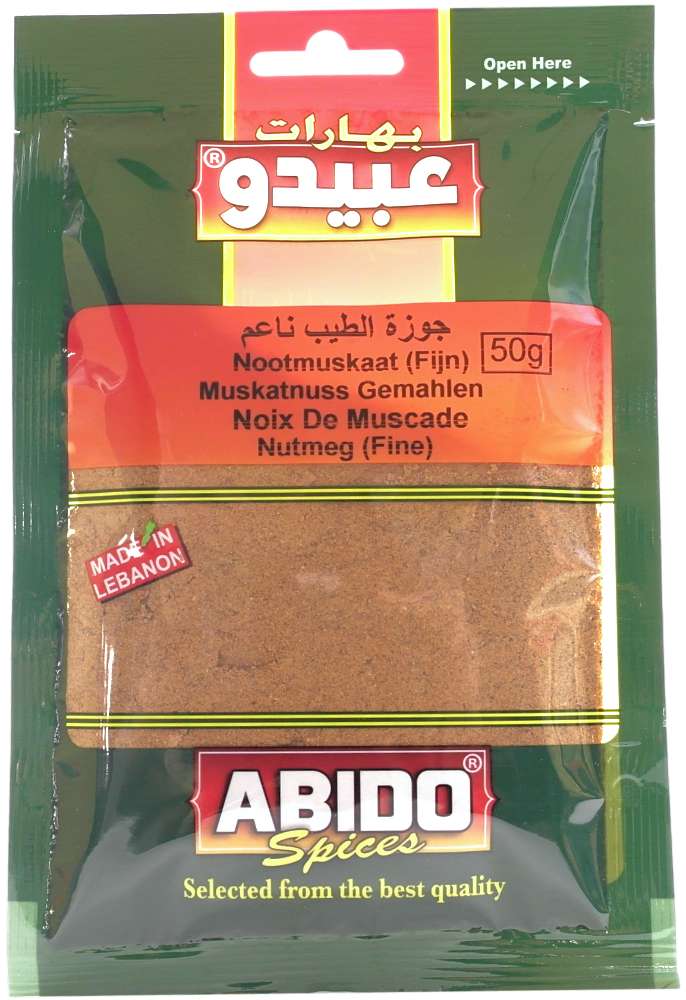 Open Here
بهارات
عبيدو ®
جوزة الطيب ناعم
50g
Nootmuskaat (Fijn)
Muskatnuss Gemahlen
Noix De Muscade
Nutmeg (Fine)
MADE IN
LEBANON
ABIDO ®
Spices
Selected from the best quality